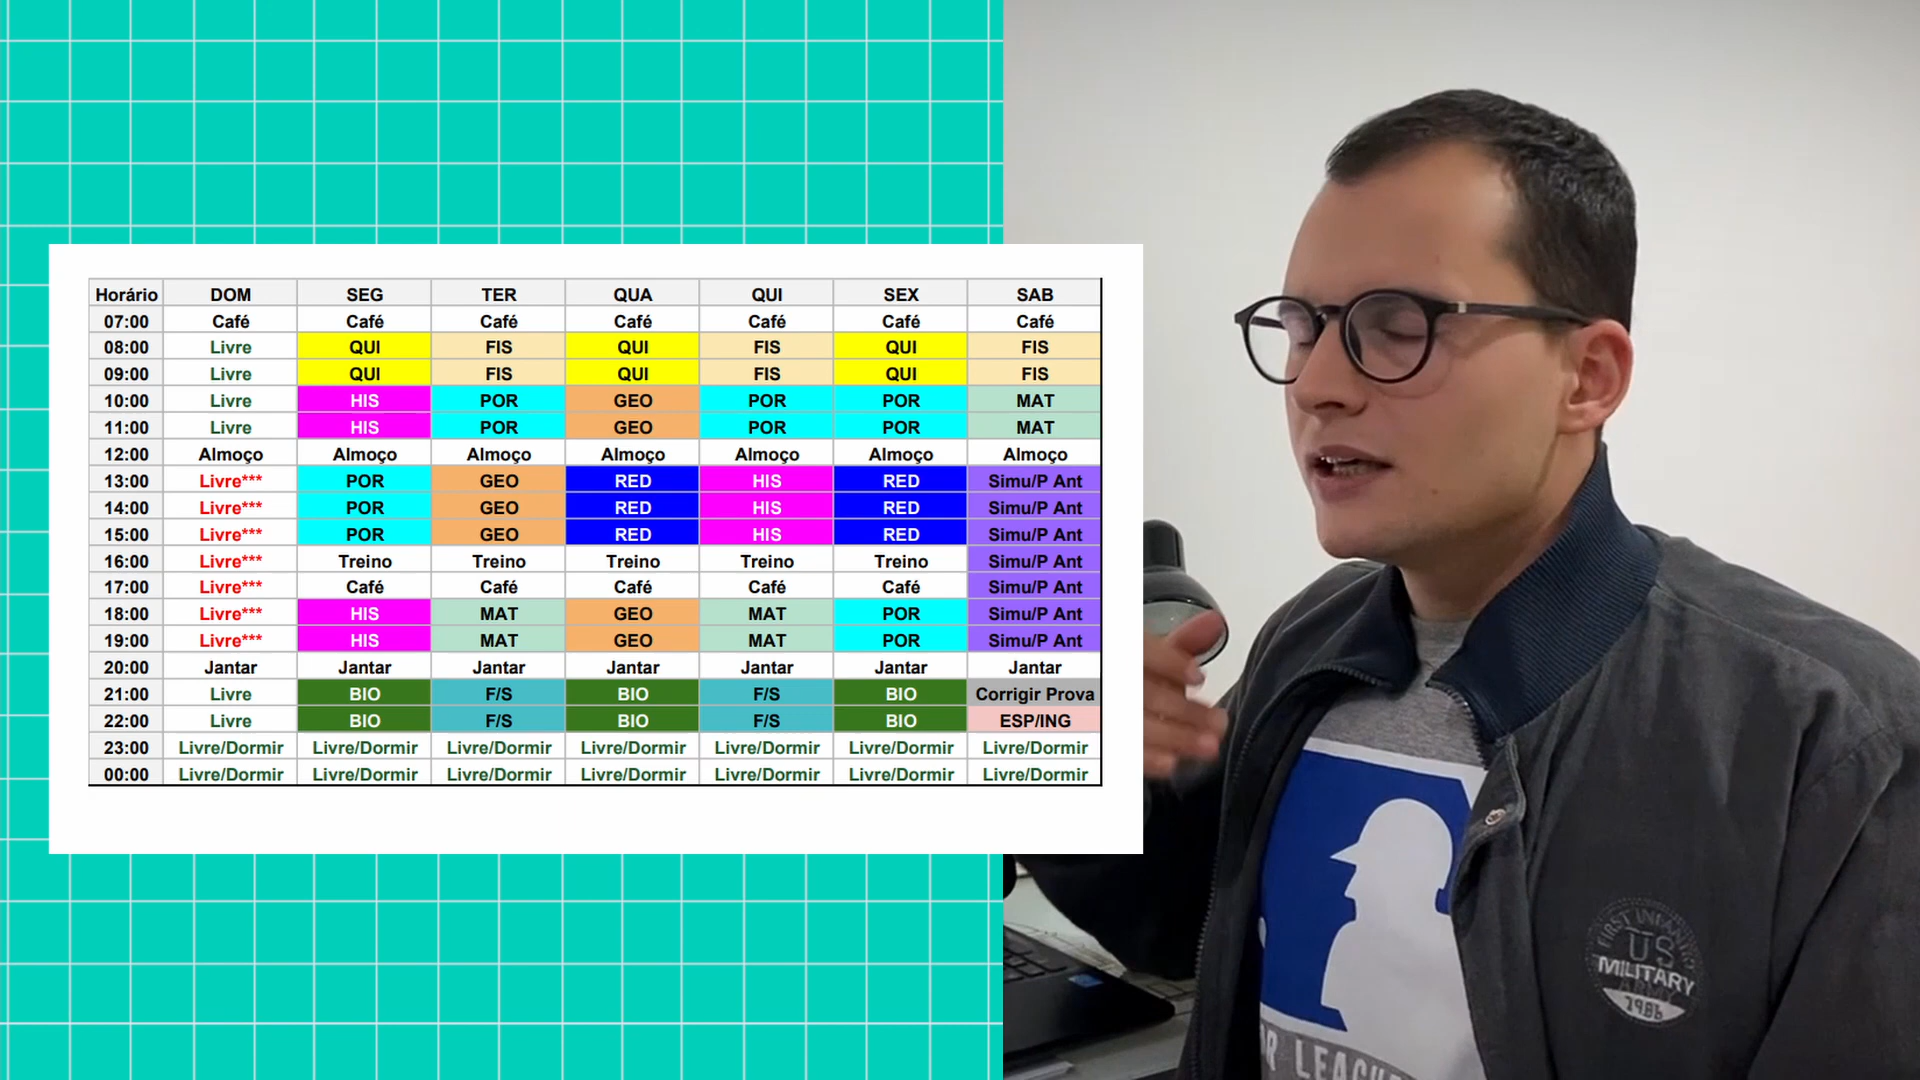 Horário DOM SEG TER QUA QUI SEX SAB
07:00 Café Café Café Café Café Café Café
08:00 Livre QUI FIS QUI FIS QUI FIS
09:00 Livre QUI FIS QUI FIS QUI FIS
10:00 Livre HIS POR GEO POR POR MAT
11:00 Livre HIS POR GEO POR POR MAT
12:00 Almoço Almoço Almoço Almoço Almoço Almoço Almoço
13:00 Livre*** POR GEO RED HIS RED Simu/P Ant
14:00 Livre*** POR GEO RED HIS RED Simu/P Ant
15:00 Livre*** POR GEO RED HIS RED Simu/P Ant
16:00 Livre*** Treino Treino Treino Treino Treino Simu/P Ant
17:00 Livre*** Café Café Café Café Café Simu/P Ant
18:00 Livre*** HIS MAT GEO MAT POR Simu/P Ant
19:00 Livre*** HIS MAT GEO MAT POR Simu/P Ant
20:00 Jantar Jantar Jantar Jantar Jantar Jantar Jantar
21:00 Livre BIO F/S BIO F/S BIO Corrigir Prova
22:00 Livre BIO F/S BIO F/S BIO ESP/ING
23:00 Livre/Dormir Livre/Dormir Livre/Dormir Livre/Dormir Livre/Dormir Livre/Dormir Livre/Dormir
00:00 Livre/Dormir Livre/Dormir Livre/Dormir Livre/Dormir Livre/Dormir Livre/Dormir Livre/Dormir
US
MILITARY
ARMY
1986